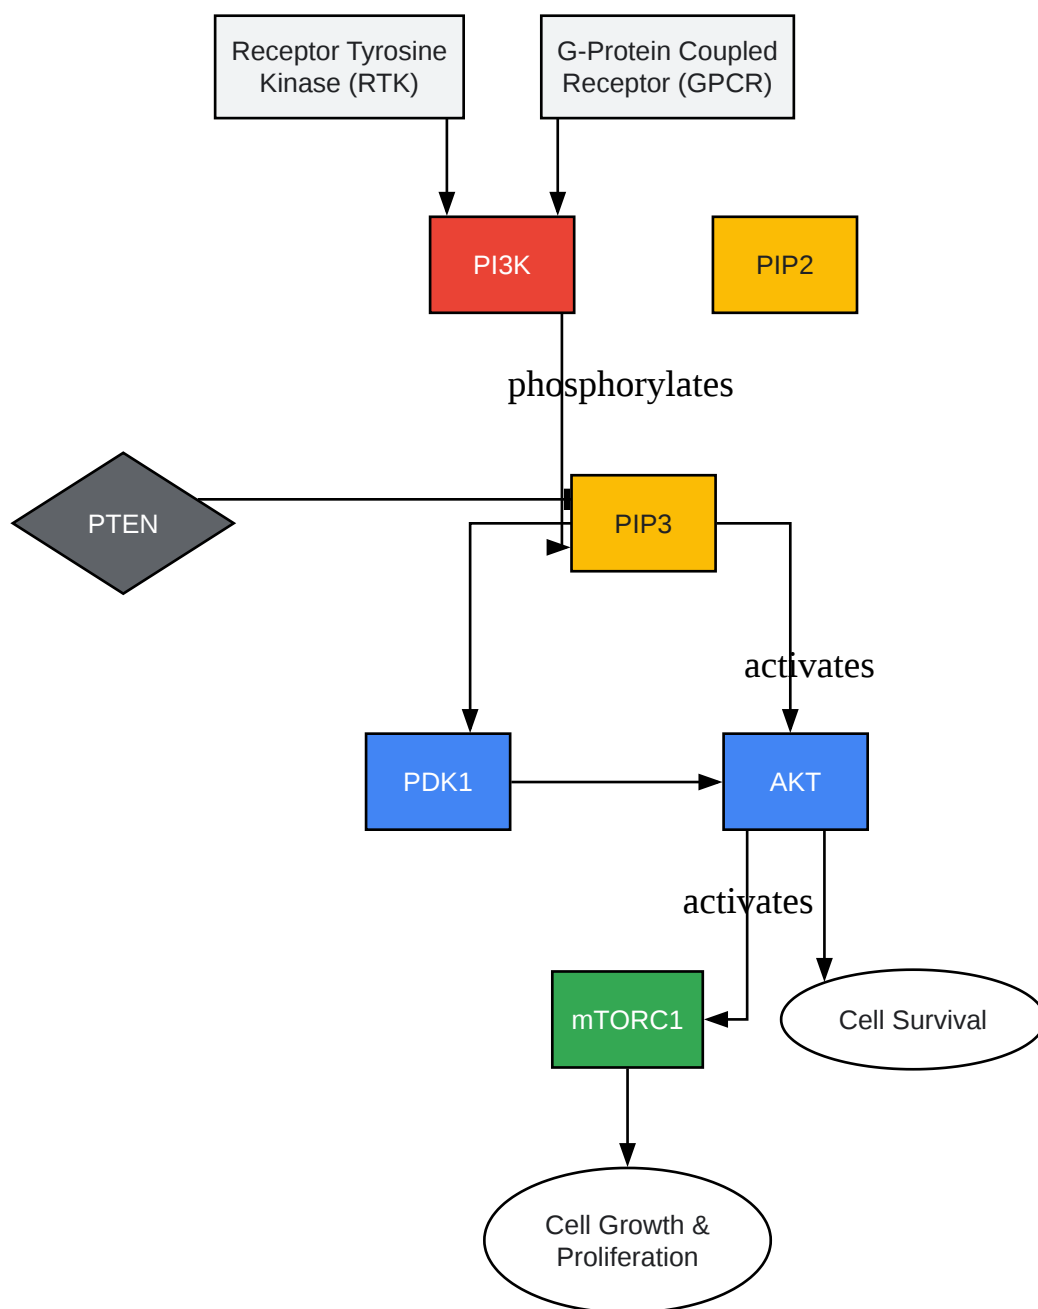 Receptor Tyrosine
Kinase (RTK)
G-Protein Coupled
Receptor (GPCR)
PI3K
PIP2
phosphorylates
PTEN
PIP3
activates
PDK1
AKT
activates
mTORC1
Cell Survival
Cell Growth &
Proliferation